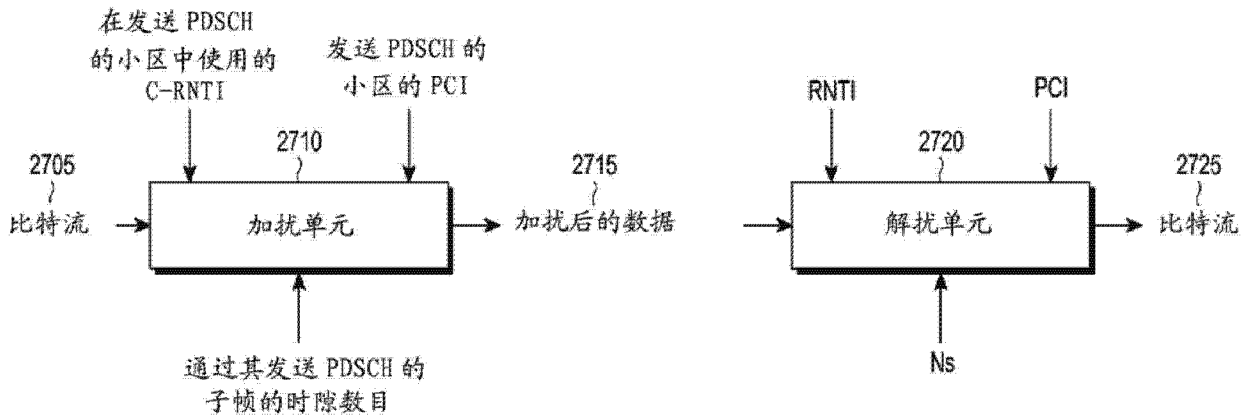 在发送 PDSCH
的小区中使用的
C-RNTI
发送 PDSCH 的
小区的 PCI
RNTI
PCI
2705
2710
2715
2720
2725
比特流
加扰单元
加扰后的数据
解扰单元
比特流
通过其发送 PDSCH 的
子帧的时隙数目
Ns